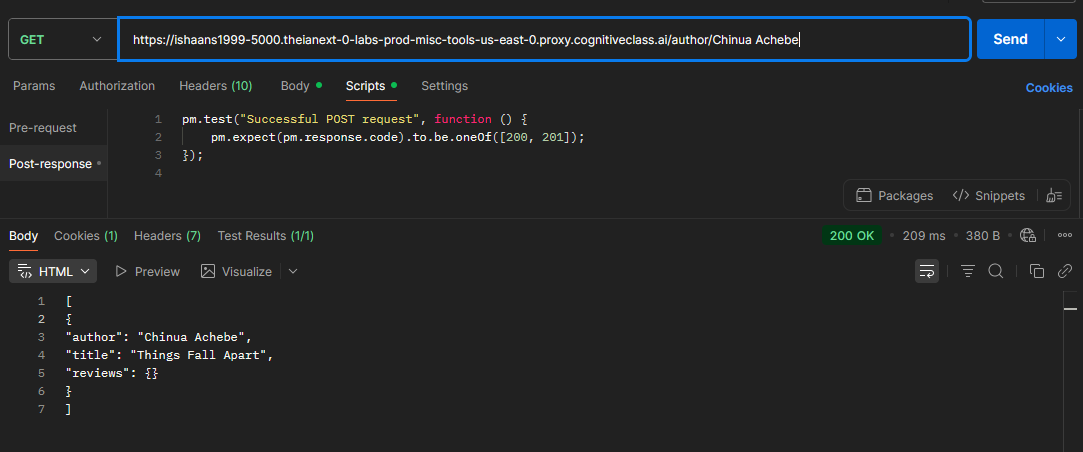 GET
https://ishaans1999-5000.theianext-0-labs-prod-misc-tools-us-east-0.proxy.cognitiveclass.ai/author/Chinua Achebe
Send
Params Authorization Headers (10) Body Scripts Settings Cookies
Pre-request
Post-response
1 pm.test("Successful POST request", function () {
2 pm.expect(pm.response.code).to.be.oneOf([200, 201]);
3 });
4
Packages </> Snippets
Body Cookies (1) Headers (7) Test Results (1/1) 200 OK • 209 ms • 380 B
HTML Preview Visualize
1 [
2 {
3 "author": "Chinua Achebe",
4 "title": "Things Fall Apart",
5 "reviews": {}
6 }
7 ]